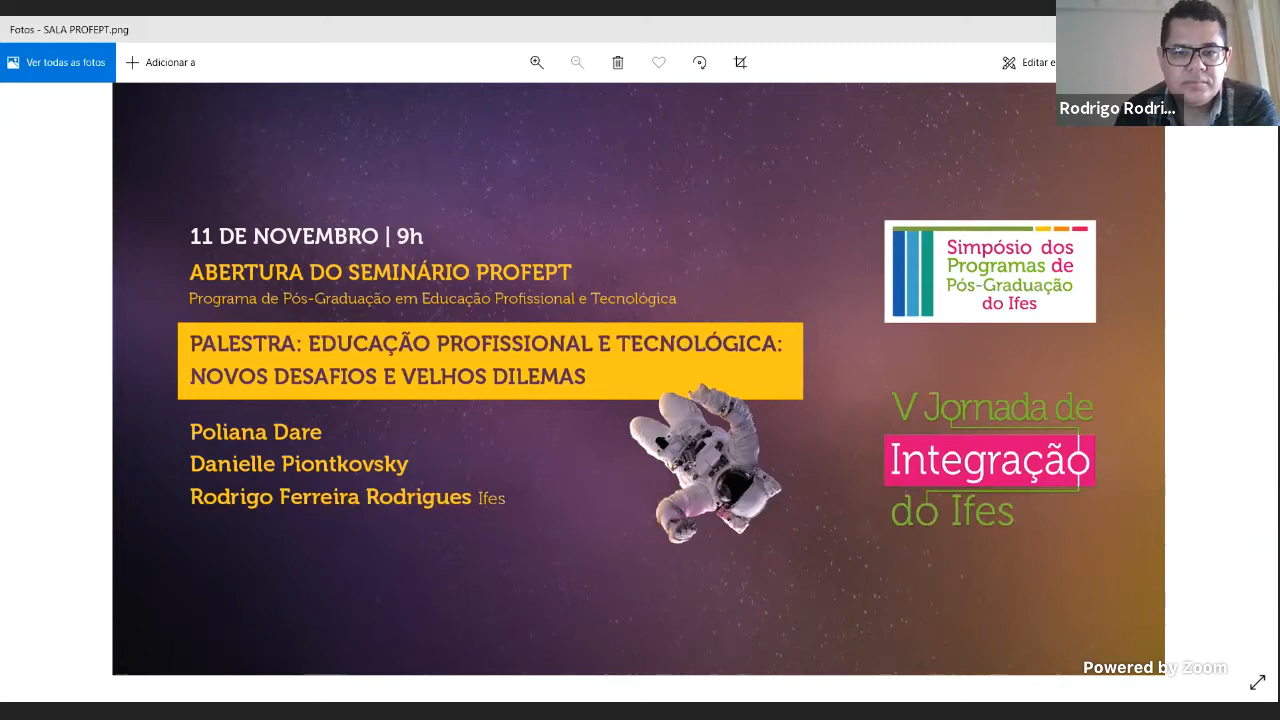 Fotos - SALA PROFEPT.png
Ver todas as fotos
Adicionar a
Editar e
Rodrigo Rodri...
11 DE NOVEMBRO | 9h
ABERTURA DO SEMINÁRIO PROFEPT
Programa de Pós-Graduação em Educação Profissional e Tecnológica
PALESTRA: EDUCAÇÃO PROFISSIONAL E TECNOLÓGICA:
NOVOS DESAFIOS E VELHOS DILEMAS
Poliana Dare
Danielle Piontkovsky
Rodrigo Ferreira Rodrigues Ifes
Simpósio dos
Programas de
Pós-Graduação
do Ifes
V Jornada de
Integração
do Ifes
Powered by Zoom